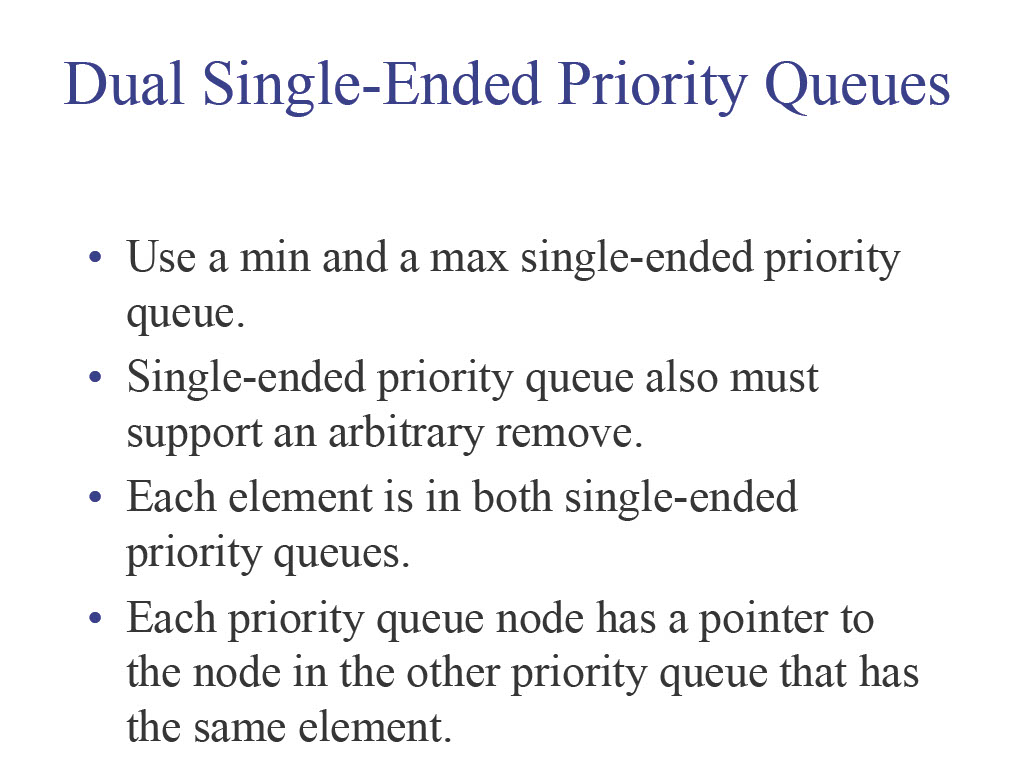 Dual Single-Ended Priority Queues
• Use a min and a max single-ended priority
queue.
• Single-ended priority queue also must
support an arbitrary remove.
• Each element is in both single-ended
priority queues.
• Each priority queue node has a pointer to
the node in the other priority queue that has
the same element.